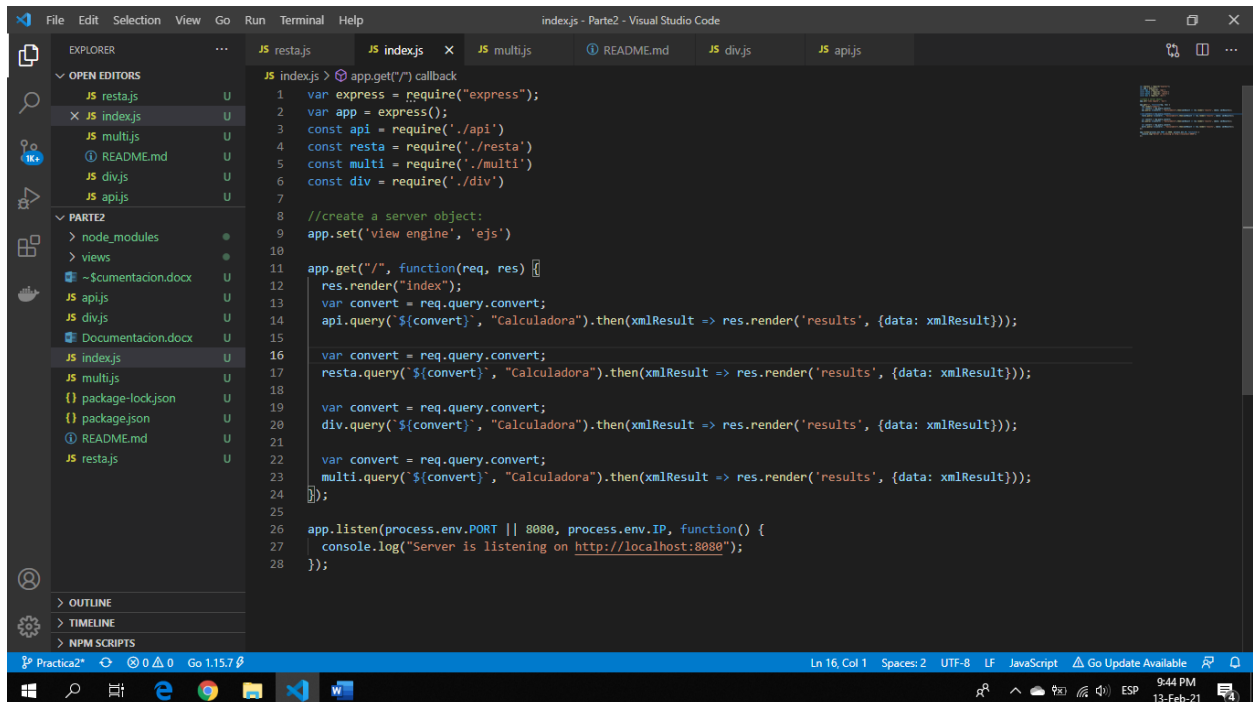 File Edit Selection View Go Run Terminal Help
index.js - Parte2 - Visual Studio Code
EXPLORER
OPEN EDITORS
JS resta.js U
JS index.js U
JS multi.js U
README.md U
JS div.js U
JS api.js U
PARTE2
node_modules
views
~$cumentacion.docx U
JS api.js U
JS div.js U
Documentacion.docx U
JS index.js U
JS multi.js U
{} package-lock.json U
{} package.json U
README.md U
JS resta.js U
OUTLINE
TIMELINE
NPM SCRIPTS
1K+
JS resta.js JS index.js JS multi.js README.md JS div.js JS api.js
JS index.js > app.get("/") callback
1 var express = require("express");
2 var app = express();
3 const api = require('./api')
4 const resta = require('./resta')
5 const multi = require('./multi')
6 const div = require('./div')
7
8 //create a server object:
9 app.set('view engine', 'ejs')
10
11 app.get("/", function(req, res) {
12 res.render("index");
13 var convert = req.query.convert;
14 api.query(`${convert}`, "Calculadora").then(xmlResult => res.render('results', {data: xmlResult}));
15
16 var convert = req.query.convert;
17 resta.query(`${convert}`, "Calculadora").then(xmlResult => res.render('results', {data: xmlResult}));
18
19 var convert = req.query.convert;
20 div.query(`${convert}`, "Calculadora").then(xmlResult => res.render('results', {data: xmlResult}));
21
22 var convert = req.query.convert;
23 multi.query(`${convert}`, "Calculadora").then(xmlResult => res.render('results', {data: xmlResult}));
24 });
25
26 app.listen(process.env.PORT || 8080, process.env.IP, function() {
27 console.log("Server is listening on http://localhost:8080");
28 });
Practica2* 0 0 Go 1.15.7
Ln 16, Col 1 Spaces: 2 UTF-8 LF JavaScript Go Update Available
ESP
9:44 PM
13-Feb-21
4